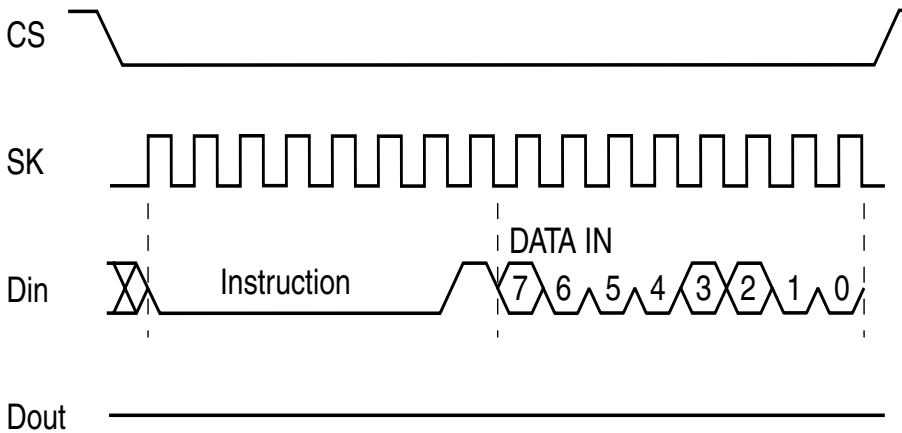 CS
SK
DATA IN
Din Instruction 7 6 5 4 3 2 1 0
Dout